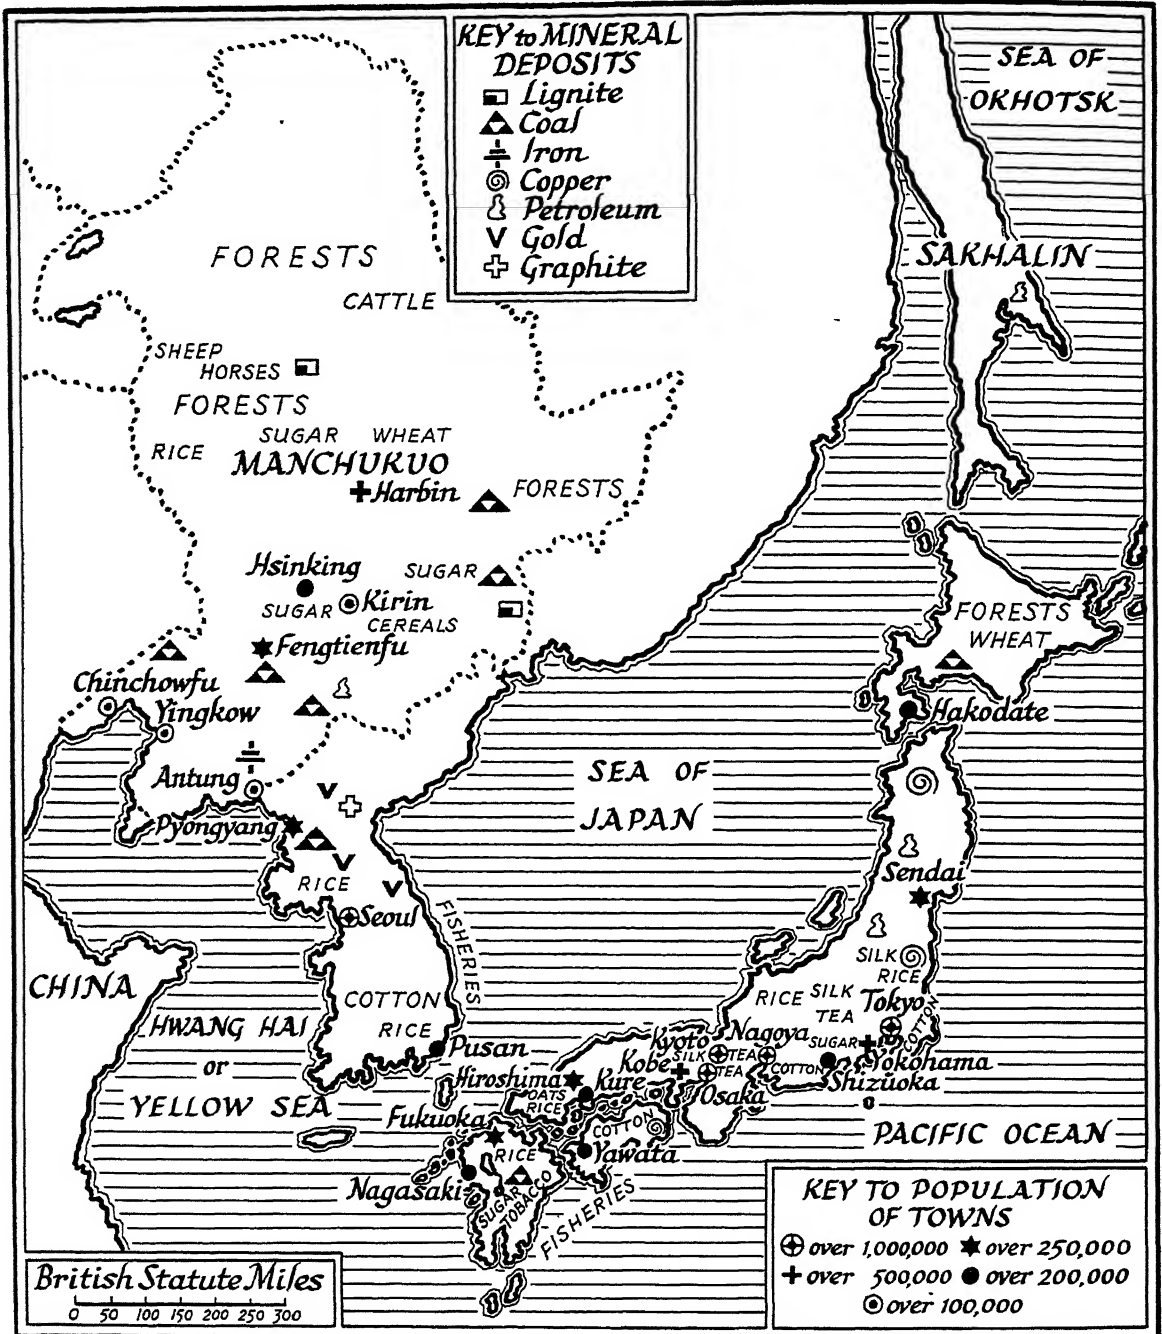 KEY to MINERAL
DEPOSITS
Lignite
Coal
Iron
Copper
Petroleum
Gold
Graphite
SEA OF
OKHOTSK
SAKHALIN
FORESTS
CATTLE
SHEEP
HORSES
FORESTS
SUGAR WHEAT
RICE
MANCHUKUO
Harbin
FORESTS
Hsinking
SUGAR
SUGAR
Kirin
CEREALS
Fengtienfu
Chinchowfu
Yingkow
Antung
Pyongyang
RICE
Seoul
FISHERIES
COTTON
RICE
Pusan
CHINA
HWANG HAI
or
YELLOW SEA
SEA OF
JAPAN
FORESTS
WHEAT
Hakodate
Sendai
SILK
RICE
RICE SILK
TEA
Tokyo
COTTON
SUGAR
Yokohama
Nagoya
Kyoto
SILK
TEA
TEA
Kobe
COTTON
Shizuoka
Osaka
Hiroshima
Kure
OATS
RICE
Fukuoka
COTTON
Yawata
RICE
Nagasaki
SUGAR
TOBACCO
FISHERIES
PACIFIC OCEAN
KEY TO POPULATION
OF TOWNS
over 1,000,000 over 250,000
over 500,000 over 200,000
over 100,000
British Statute Miles
0 50 100 150 200 250 300